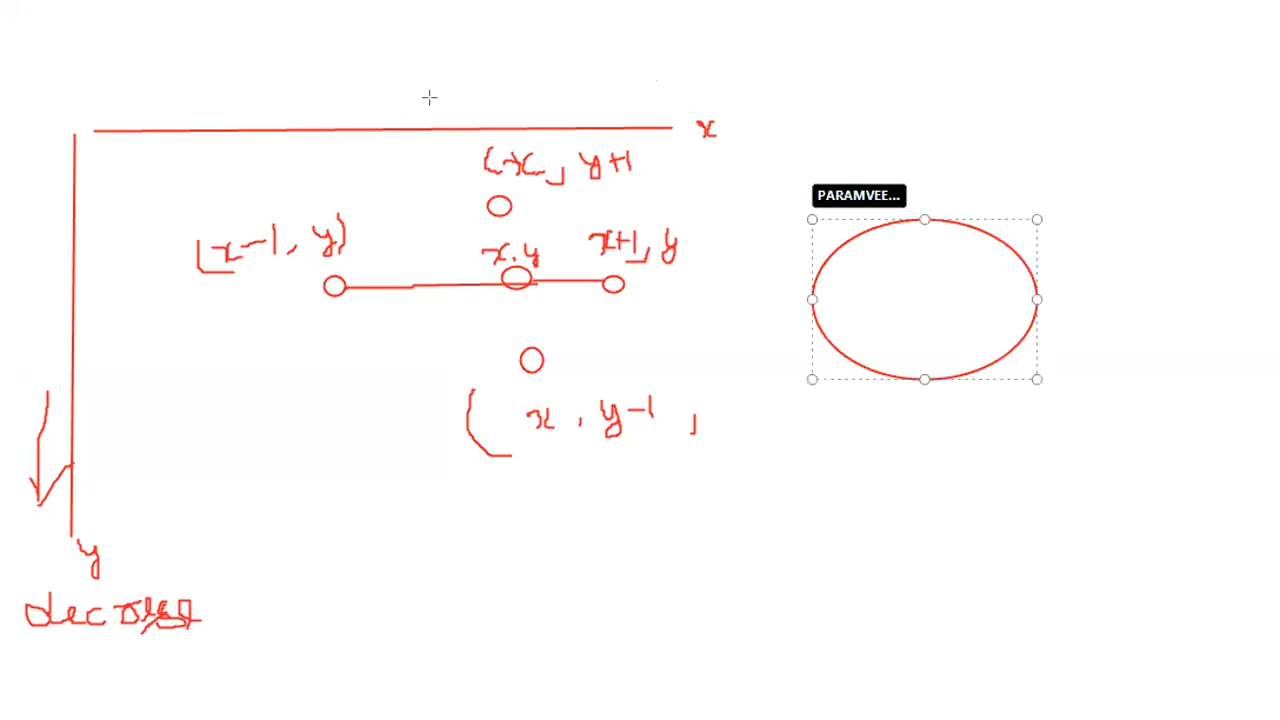 x
(x, y+1
PARAMVEE...
(x-1, y)
x,y
x+1, y
(x, y-1,
y